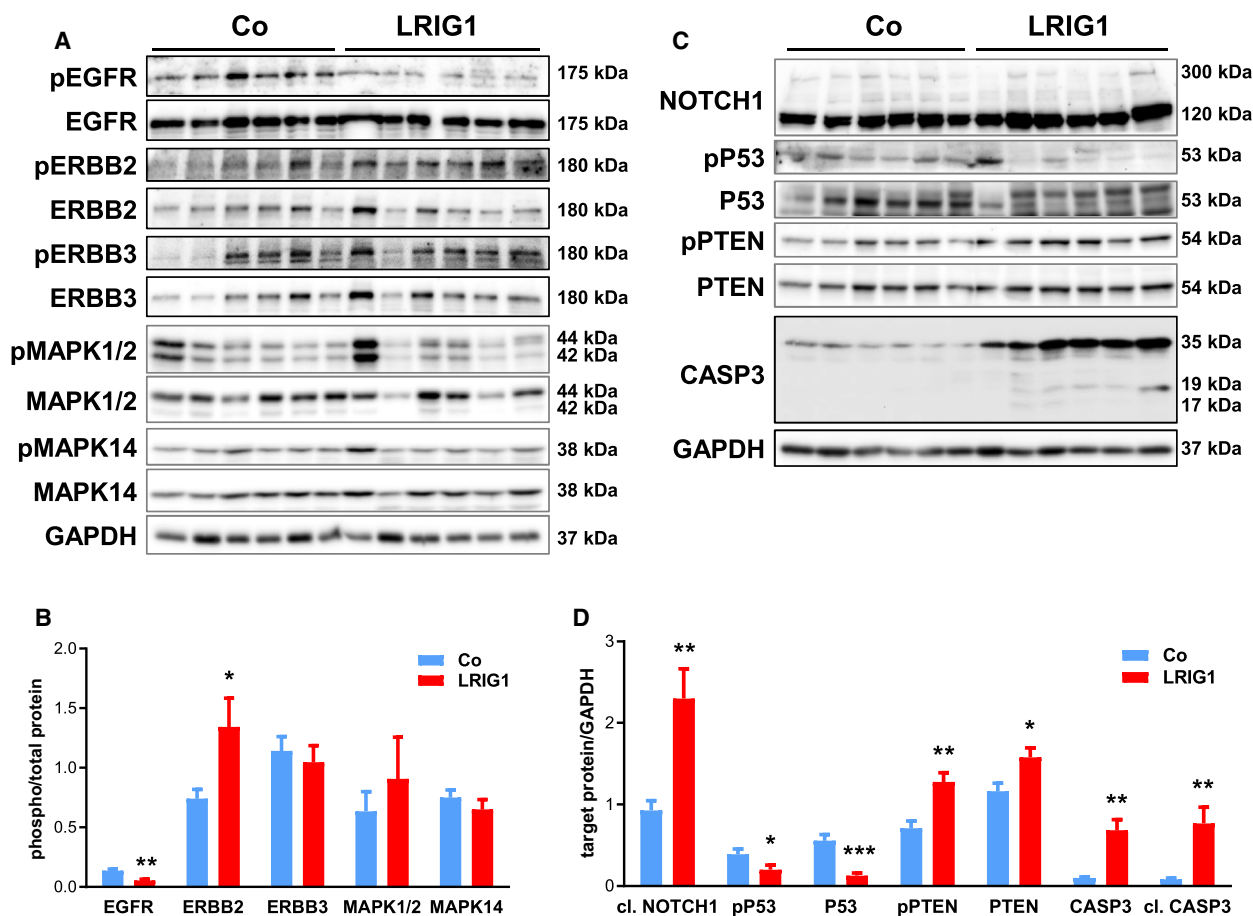 A
Co LRIG1
pEGFR 175 kDa
EGFR 175 kDa
pERBB2 180 kDa
ERBB2 180 kDa
pERBB3 180 kDa
ERBB3 180 kDa
pMAPK1/2 44 kDa
42 kDa
MAPK1/2 44 kDa
42 kDa
pMAPK14 38 kDa
MAPK14 38 kDa
GAPDH 37 kDa
C
Co LRIG1
NOTCH1 300 kDa
120 kDa
pP53 53 kDa
P53 53 kDa
pPTEN 54 kDa
PTEN 54 kDa
CASP3 35 kDa
19 kDa
17 kDa
GAPDH 37 kDa
B
phospho/total protein
2.0
1.5
1.0
0.5
0.0
Co
LRIG1
** *
EGFR ERBB2 ERBB3 MAPK1/2 MAPK14
D
target protein/GAPDH
3
2
1
0
Co
LRIG1
** * *** ** * ** **
cl. NOTCH1 pP53 P53 pPTEN PTEN CASP3 cl. CASP3